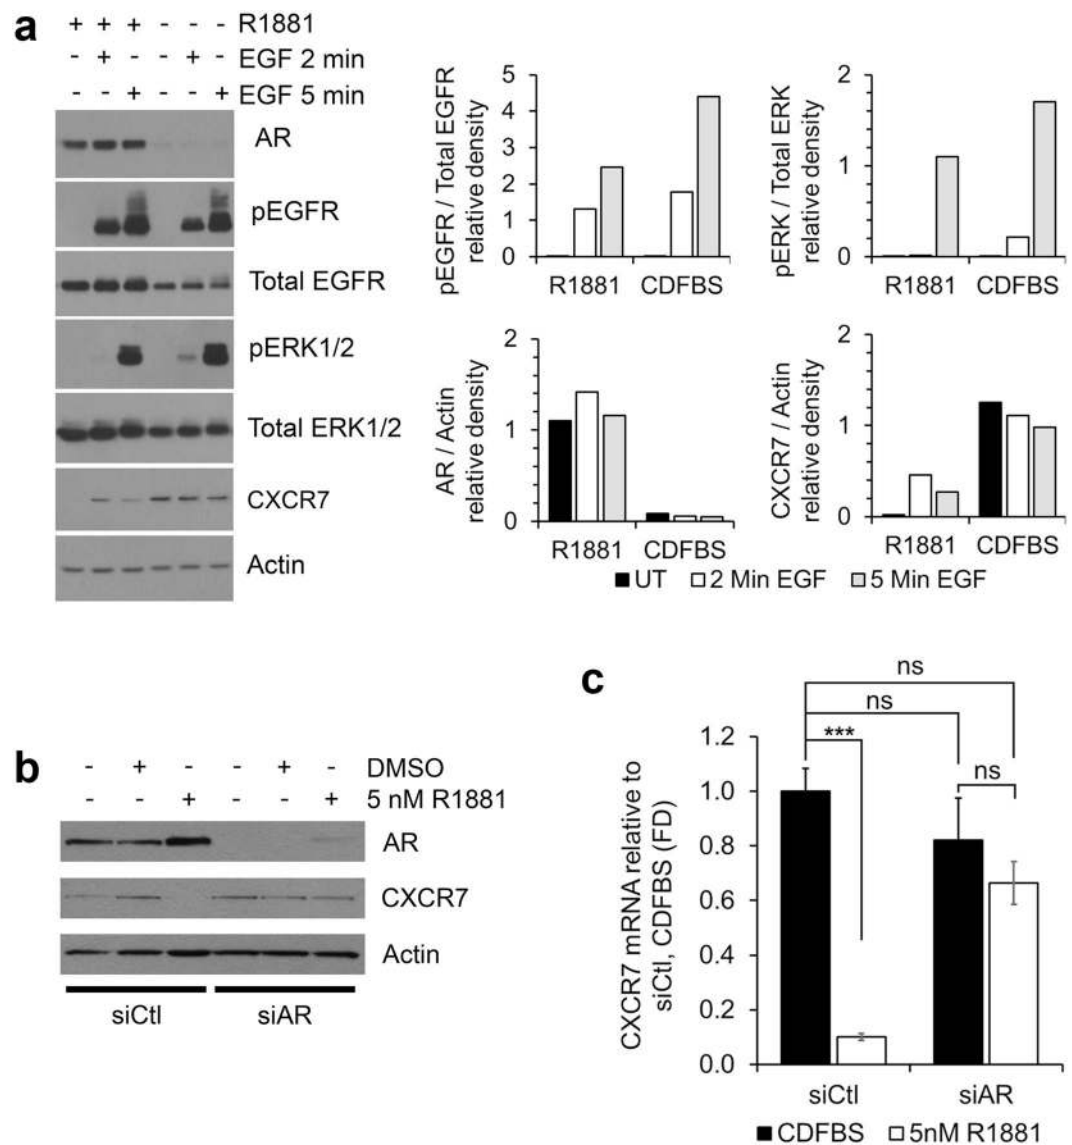 a
+ + + - - - R1881
- + - - + - EGF 2 min
- - + - - + EGF 5 min
AR
pEGFR
Total EGFR
pERK1/2
Total ERK1/2
CXCR7
Actin
pEGFR / Total EGFR
relative density
5
4
3
2
1
0
R1881 CDFBS
pERK / Total ERK
relative density
2
1
0
R1881 CDFBS
AR / Actin
relative density
2
1
0
R1881 CDFBS
CXCR7 / Actin
relative density
2
1
0
R1881 CDFBS
UT 2 Min EGF 5 Min EGF
b
- + - - + - DMSO
- - + - - + 5 nM R1881
AR
CXCR7
Actin
siCtl siAR
c
ns
ns
***
ns
CXCR7 mRNA relative to
siCtl, CDFBS (FD)
1.2
1.0
0.8
0.6
0.4
0.2
0.0
siCtl siAR
CDFBS 5nM R1881